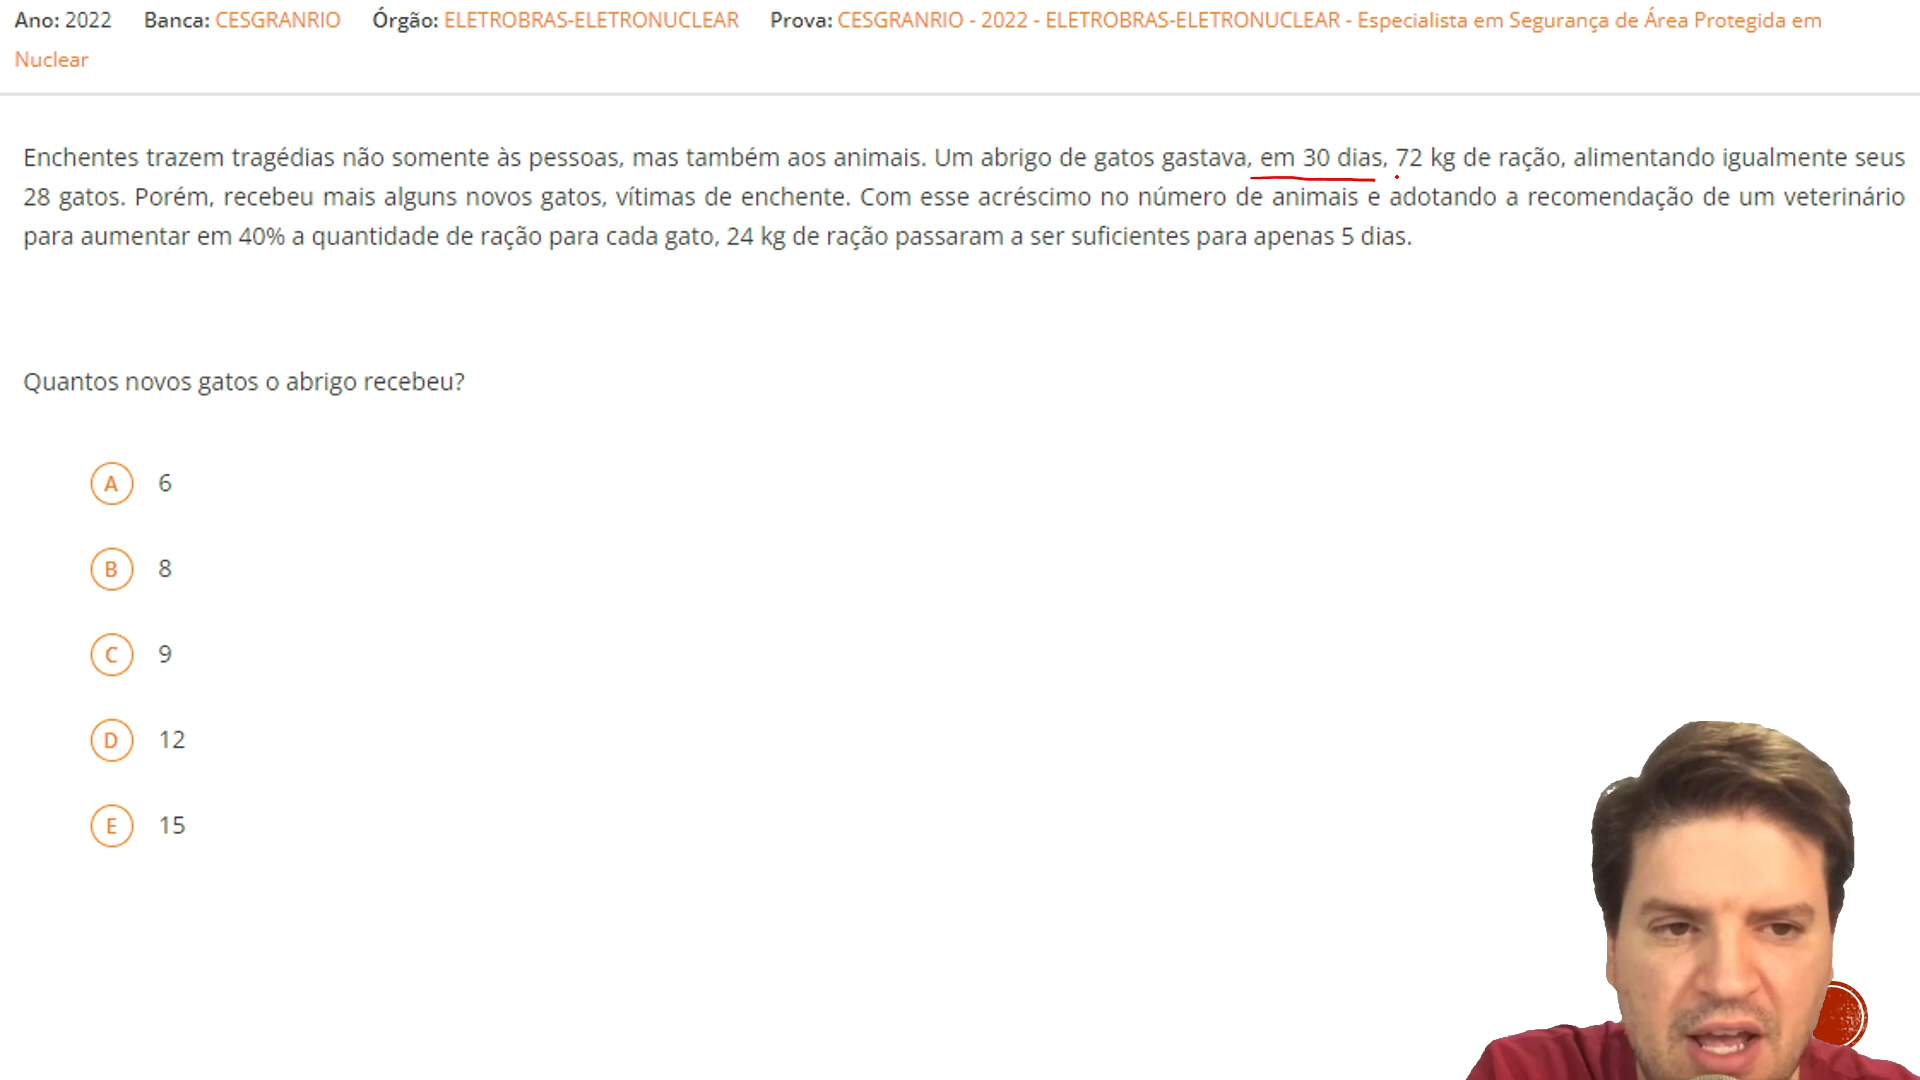 Ano: 2022 Banca: CESGRANRIO Órgão: ELETROBRAS-ELETRONUCLEAR Prova: CESGRANRIO - 2022 - ELETROBRAS-ELETRONUCLEAR - Especialista em Segurança de Área Protegida em
Nuclear
Enchentes trazem tragédias não somente às pessoas, mas também aos animais. Um abrigo de gatos gastava, em 30 dias, 72 kg de ração, alimentando igualmente seus
28 gatos. Porém, recebeu mais alguns novos gatos, vítimas de enchente. Com esse acréscimo no número de animais e adotando a recomendação de um veterinário
para aumentar em 40% a quantidade de ração para cada gato, 24 kg de ração passaram a ser suficientes para apenas 5 dias.
Quantos novos gatos o abrigo recebeu?
A 6
B 8
C 9
D 12
E 15